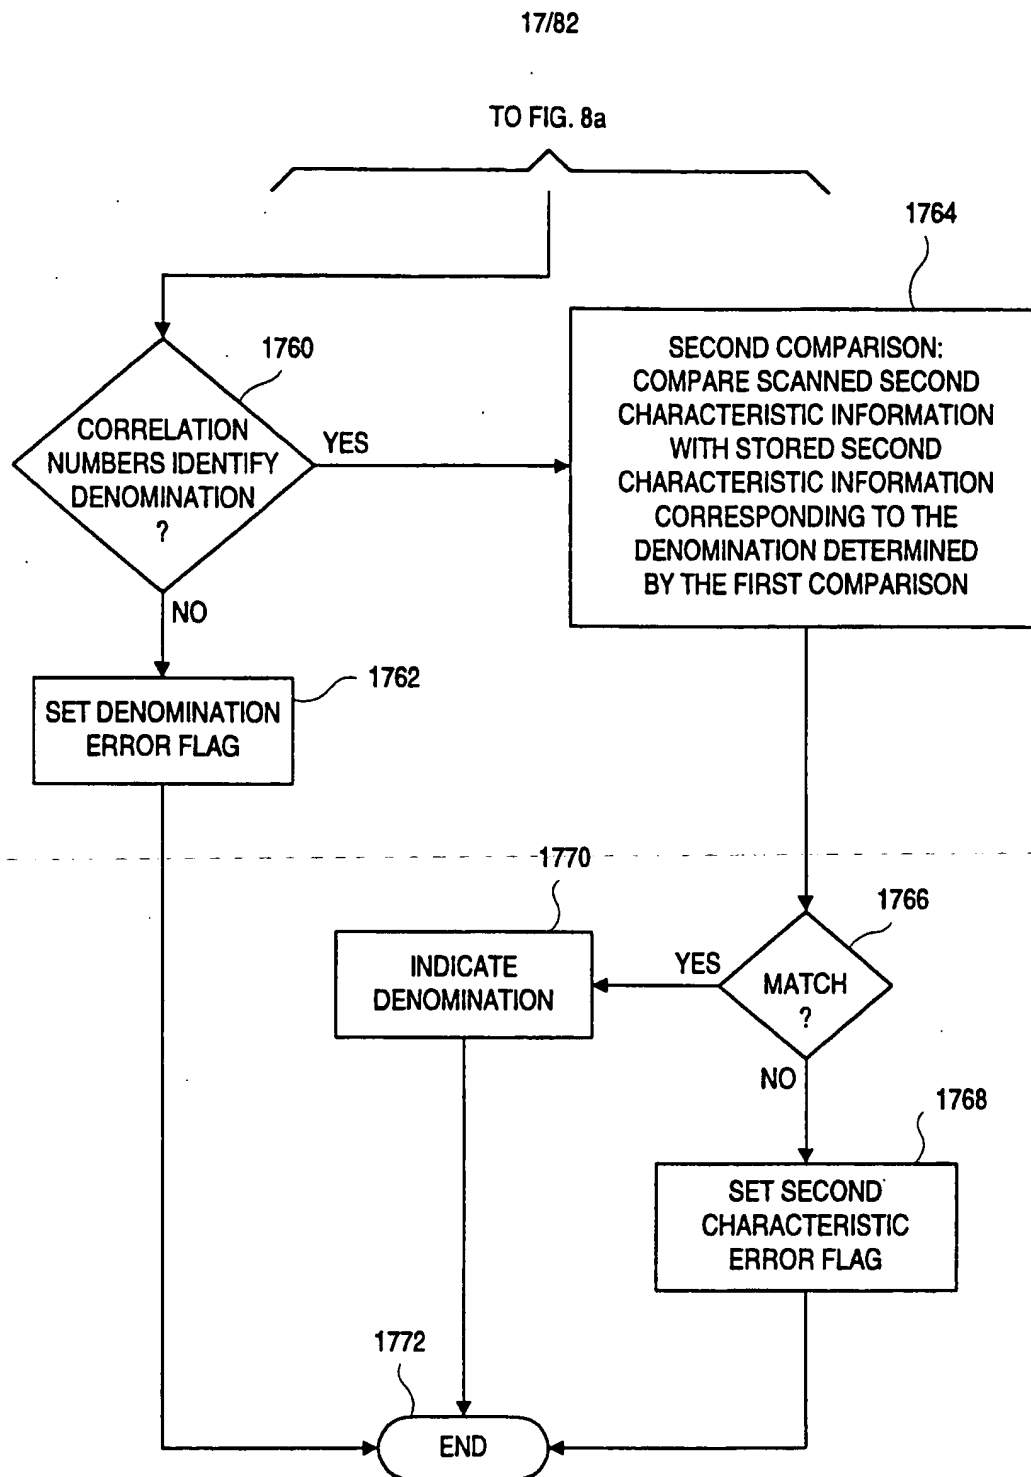 17/82
TO FIG. 8a
1764
1760
CORRELATION
NUMBERS IDENTIFY
DENOMINATION
?
YES
SECOND COMPARISON:
COMPARE SCANNED SECOND
CHARACTERISTIC INFORMATION
WITH STORED SECOND
CHARACTERISTIC INFORMATION
CORRESPONDING TO THE
DENOMINATION DETERMINED
BY THE FIRST COMPARISON
NO
1762
SET DENOMINATION
ERROR FLAG
1770
1766
INDICATE
DENOMINATION
YES
MATCH
?
NO
1768
SET SECOND
CHARACTERISTIC
ERROR FLAG
1772
END